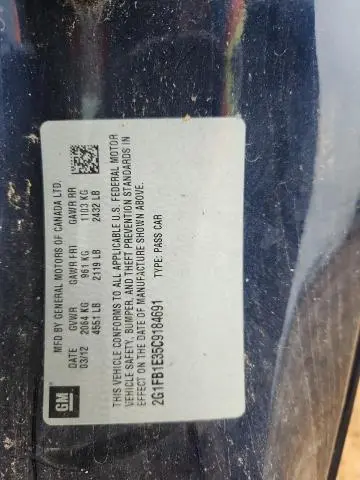 GM
MFD BY GENERAL MOTORS OF CANADA LTD.
DATE GVWR GAWR FRT GAWR RR
03/12 2064 KG 961 KG 1103 KG
4551 LB 2119 LB 2432 LB
THIS VEHICLE CONFORMS TO ALL APPLICABLE U.S. FEDERAL MOTOR
VEHICLE SAFETY, BUMPER, AND THEFT PREVENTION STANDARDS IN
EFFECT ON THE DATE OF MANUFACTURE SHOWN ABOVE.
2G1FB1E35C9184691 TYPE: PASS CAR